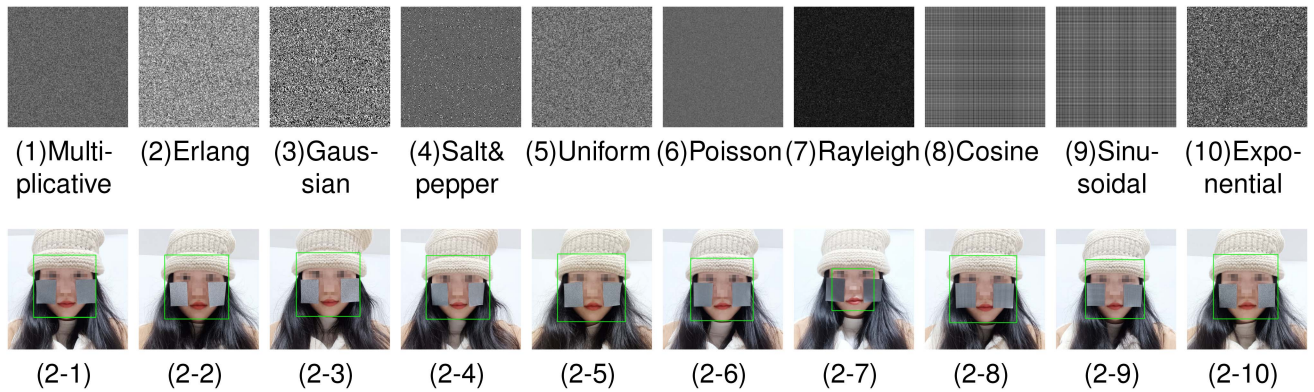 (1)Multi- (2)Erlang (3)Gaus- (4)Salt& (5)Uniform (6)Poisson (7)Rayleigh (8)Cosine (9)Sinu- (10)Expo-
plicative sian pepper soidal nential
(2-1) (2-2) (2-3) (2-4) (2-5) (2-6) (2-7) (2-8) (2-9) (2-10)